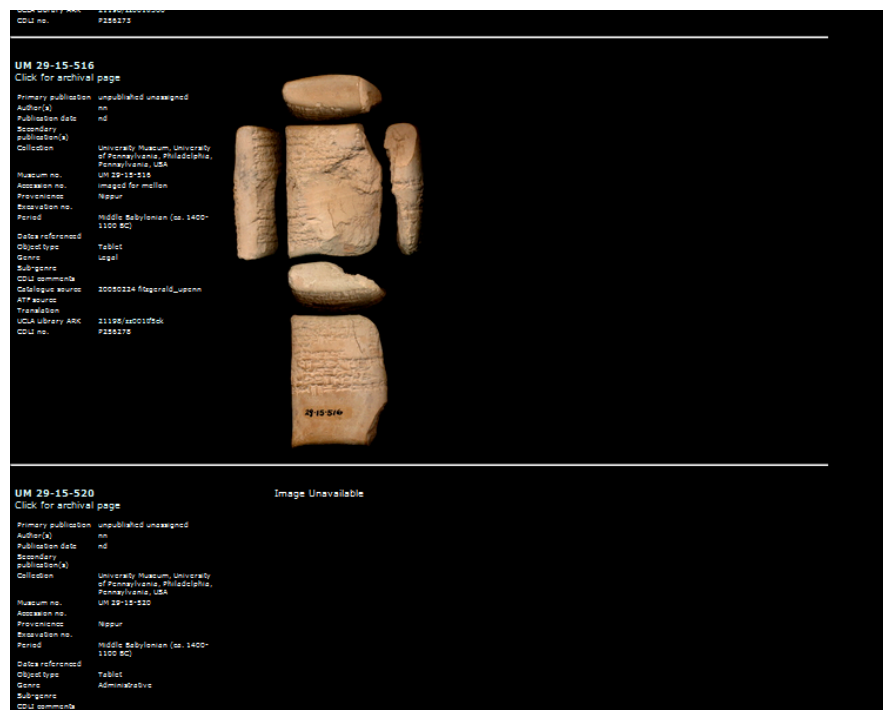 CDLI no. P256273
UM 29-15-516
Click for archival page
Primary publication unpublished unassigned
Author(s) nn
Publication date nd
Secondary
publication(s)
Collection University Museum, University
of Pennsylvania, Philadelphia,
Pennsylvania, USA
Museum no. UM 29-15-516
Accession no. imaged for mellon
Provenience Nippur
Excavation no.
Period Middle Babylonian (ca. 1400-
1100 BC)
Dates referenced
Object type Tablet
Genre Legal
Sub-genre
CDLI comments
Catalogue source 20050224 fitzgerald_upenn
ATF source
Translation
UCLA Library ARK
CDLI no. P256278
29-15-516
UM 29-15-520
Image Unavailable
Click for archival page
Primary publication unpublished unassigned
Author(s) nn
Publication date nd
Secondary
publication(s)
Collection University Museum, University
of Pennsylvania, Philadelphia,
Pennsylvania, USA
Museum no. UM 29-15-520
Accession no.
Provenience Nippur
Excavation no.
Period Middle Babylonian (ca. 1400-
1100 BC)
Dates referenced
Object type Tablet
Genre Administrative
Sub-genre
CDLI comments